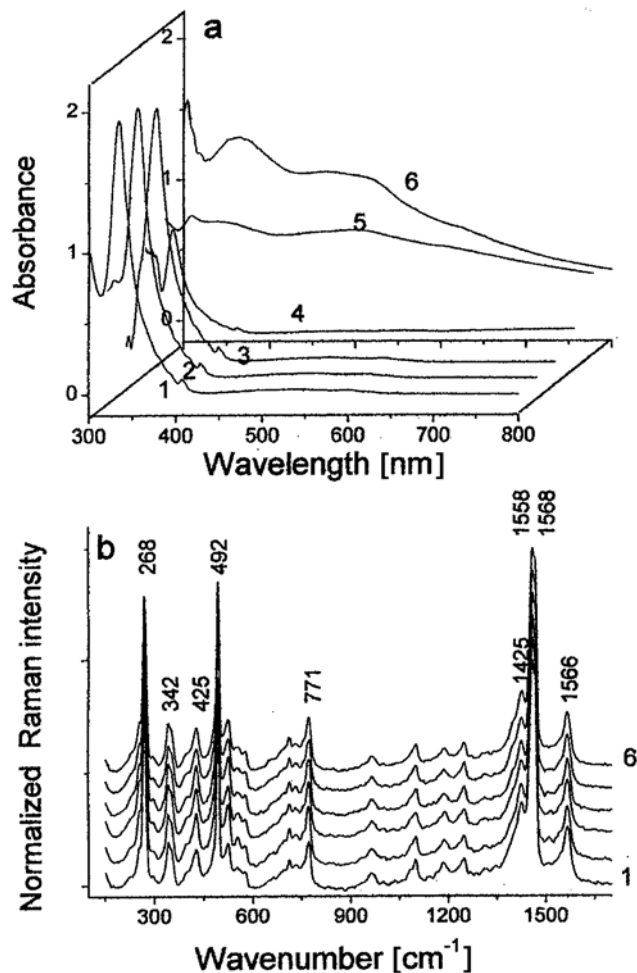 a
2
2
6
1
5
1
Absorbance
4
0
3
2
0
1
300 400 500 600 700 800
Wavelength [nm]
b
268
492
1558
1568
342
425
771
1425
1566
6
1
Normalized Raman intensity
300 600 900 1200 1500
Wavenumber [cm-1]